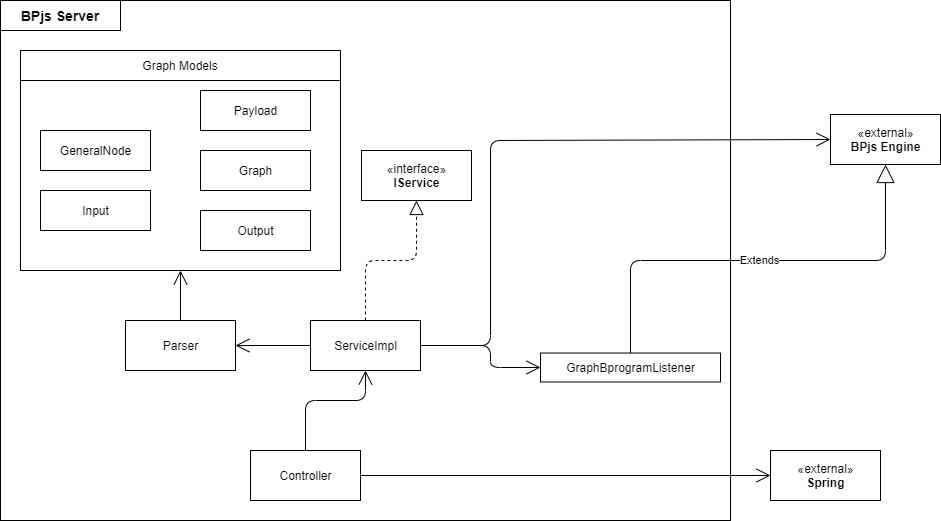 BPjs Server
Graph Models
Payload
GeneralNode
Graph
Input
Output
«interface»
IService
«external»
BPjs Engine
Extends
Parser
ServiceImpl
GraphBprogramListener
Controller
«external»
Spring